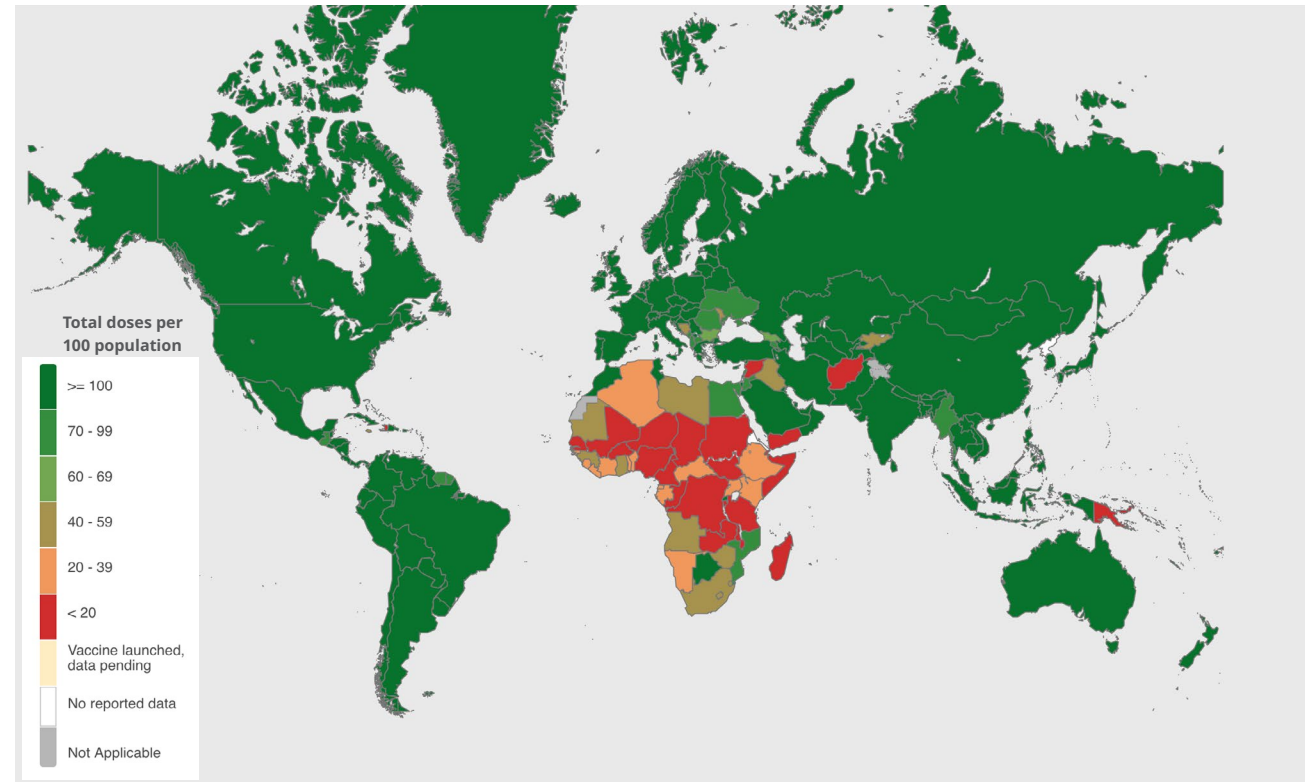 Total doses per
100 population
>= 100
70 - 99
60 - 69
40 - 59
20 - 39
< 20
Vaccine launched,
data pending
No reported data
Not Applicable